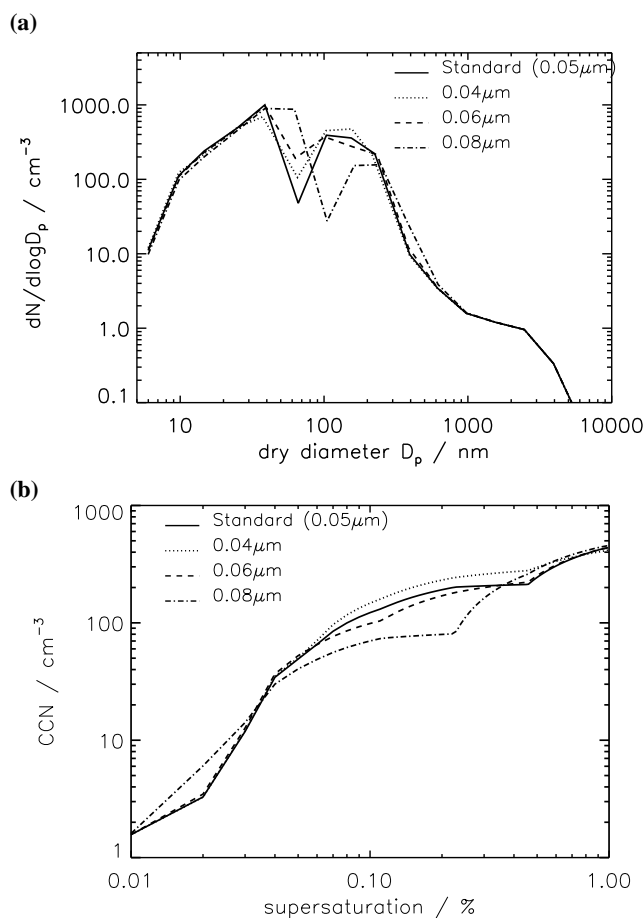 (a)
Standard (0.05μm)
0.04μm
0.06μm
0.08μm
1000.0
100.0
10.0
1.0
0.1
dN/dlogDp / cm-3
10
100
1000
10000
dry diameter Dp / nm
(b)
Standard (0.05μm)
0.04μm
0.06μm
0.08μm
1000
100
10
1
CCN / cm-3
0.01
0.10
1.00
supersaturation / %